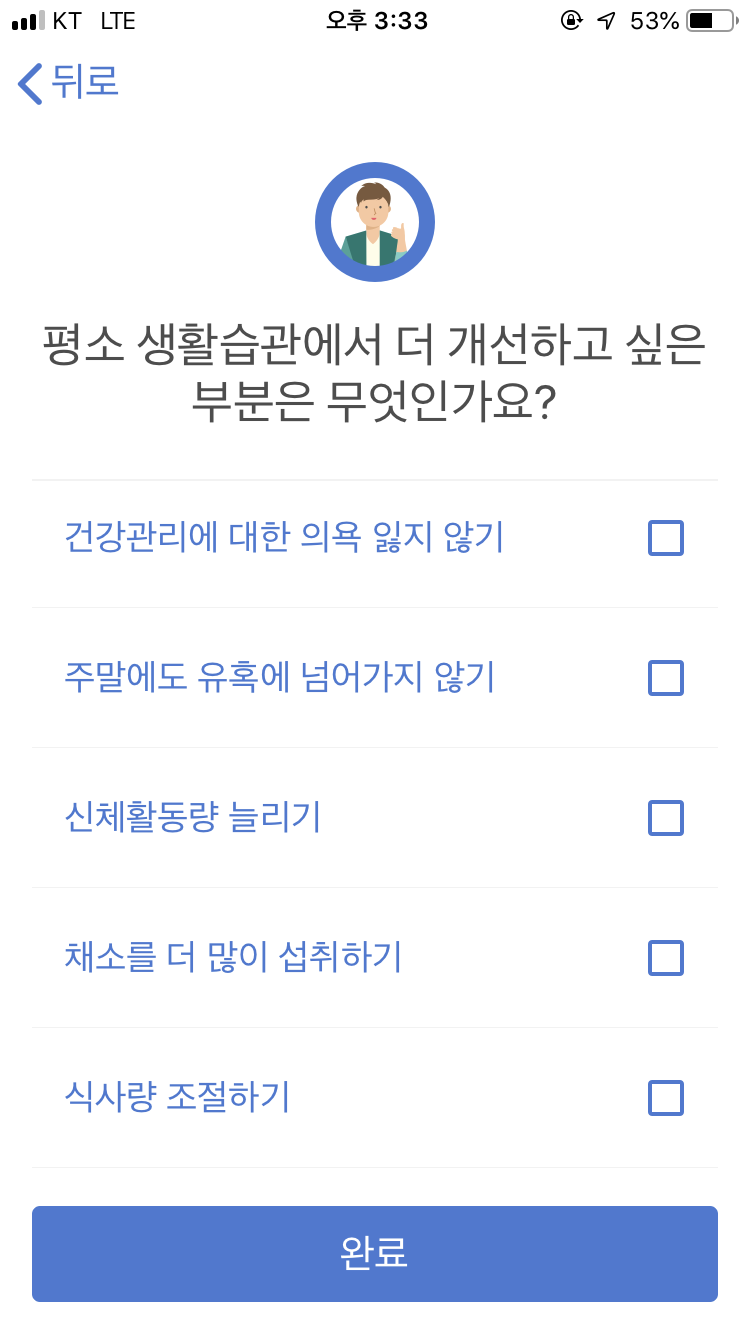 KT LTE 오후 3:33 53%
뒤로
평소 생활습관에서 더 개선하고 싶은
부분은 무엇인가요?
건강관리에 대한 의욕 잃지 않기
주말에도 유혹에 넘어가지 않기
신체활동량 늘리기
채소를 더 많이 섭취하기
식사량 조절하기
완료